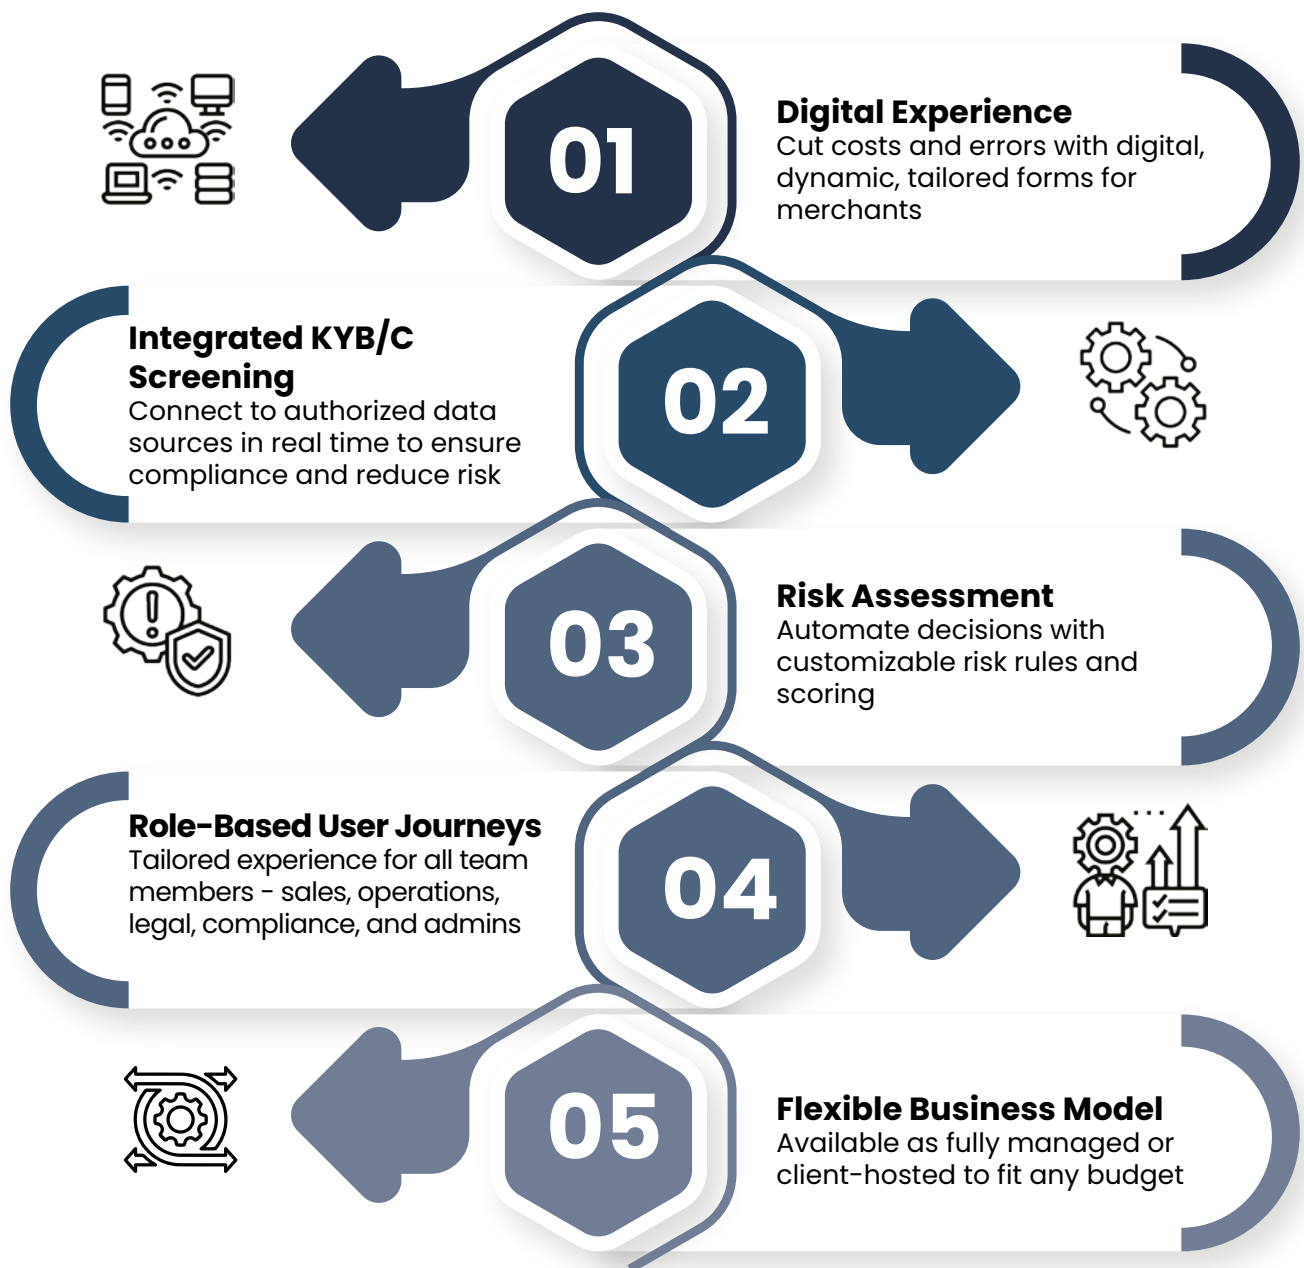 01
Digital Experience
Cut costs and errors with digital,
dynamic, tailored forms for
merchants
Integrated KYB/C
Screening
Connect to authorized data
sources in real time to ensure
compliance and reduce risk
02
03
Risk Assessment
Automate decisions with
customizable risk rules and
scoring
Role-Based User Journeys
Tailored experience for all team
members - sales, operations,
legal, compliance, and admins
04
05
Flexible Business Model
Available as fully managed or
client-hosted to fit any budget